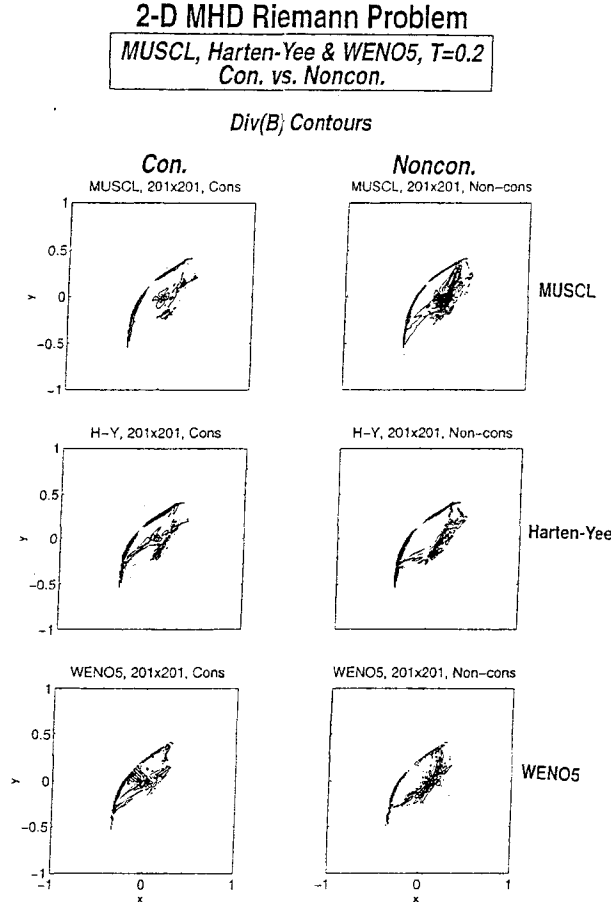 2-D MHD Riemann Problem
MUSCL, Harten-Yee & WENO5, T=0.2
Con. vs. Noncon.
Div(B) Contours
Con.
Noncon.
MUSCL, 201x201, Cons
MUSCL, 201x201, Non-cons
1
0.5
y
0
-0.5
-1
MUSCL
H-Y, 201x201, Cons
H-Y, 201x201, Non-cons
1
0.5
y
0
-0.5
-1
Harten-Yee
WENO5, 201x201, Cons
WENO5, 201x201, Non-cons
1
0.5
y
0
-0.5
-1
WENO5
-1 0 1
x
-1 0 1
x